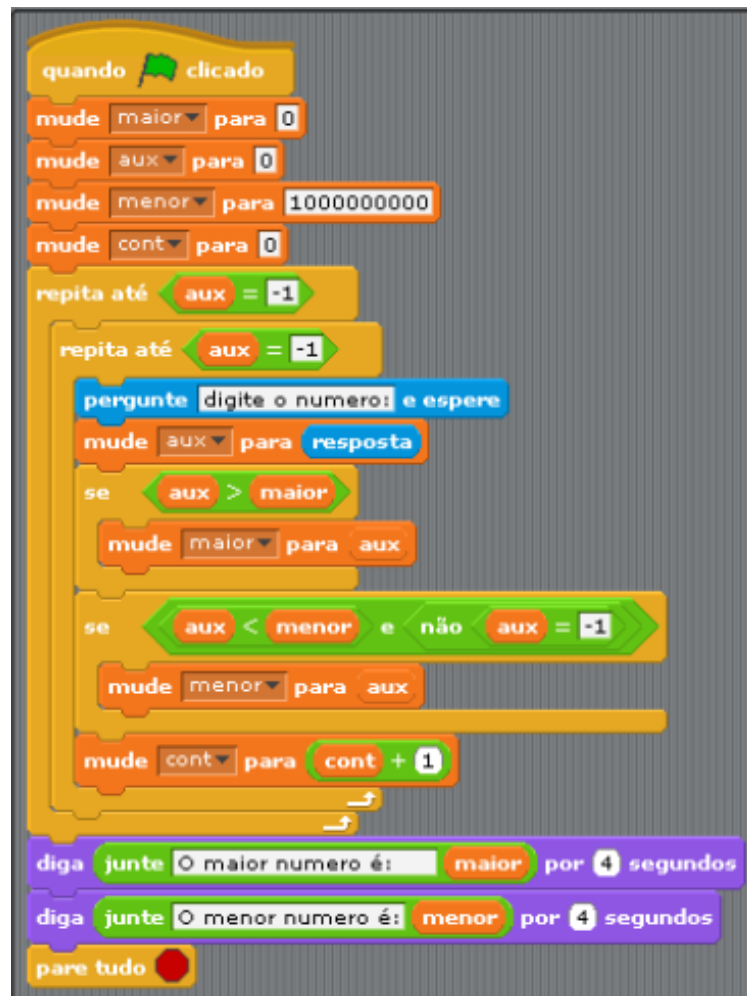 quando clicado
mude maior para 0
mude aux para 0
mude menor para 1000000000
mude cont para 0
repita até aux = -1
repita até aux = -1
pergunte digite o numero: e espere
mude aux para resposta
se aux > maior
mude maior para aux
se aux < menor e não aux = -1
mude menor para aux
mude cont para cont + 1
diga junte O maior numero é: maior por 4 segundos
diga junte O menor numero é: menor por 4 segundos
pare tudo